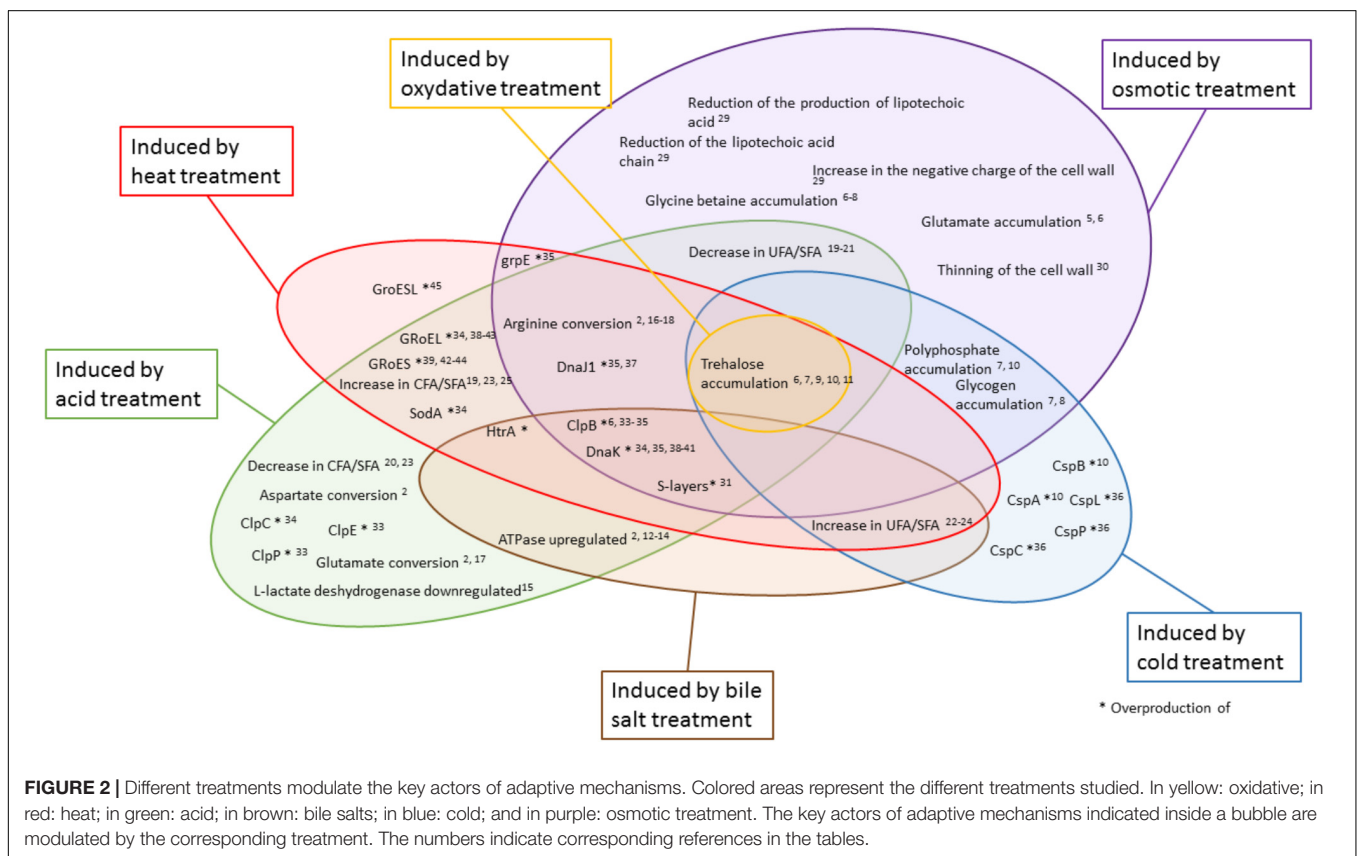 Induced by
oxydative treatment
Induced by
osmotic treatment
Induced by
heat treatment
Reduction of the production of lipotechoic
acid 29
Reduction of the lipotechoic acid
chain 29
Increase in the negative charge of the cell wall
29
Glycine betaine accumulation 6-8
Glutamate accumulation 5, 6
Decrease in UFA/SFA 19-21
grpE *35
Thinning of the cell wall 30
GroESL *45
Arginine conversion 2, 16-18
GRoEL *34, 38-43
GRoES *39, 42-44
DnaJ1 *35, 37
Trehalose
accumulation 6, 7, 9, 10, 11
Polyphosphate
accumulation 7, 10
Glycogen
accumulation 7, 8
Induced by
acid treatment
Increase in CFA/SFA19, 23, 25
SodA *34
HtrA *
ClpB *6, 33-35
DnaK * 34, 35, 38-41
S-layers* 31
Decrease in CFA/SFA 20, 23
Aspartate conversion 2
ClpC * 34
ClpE * 33
ClpP * 33
Glutamate conversion 2, 17
L-lactate deshydrogenase downregulated15
ATPase upregulated 2, 12-14
Increase in UFA/SFA 22-24
CspB *10
CspA *10
CspL *36
CspP *36
CspC *36
Induced by bile
salt treatment
Induced by
cold treatment
* Overproduction of
FIGURE 2 | Different treatments modulate the key actors of adaptive mechanisms. Colored areas represent the different treatments studied. In yellow: oxidative; in
red: heat; in green: acid; in brown: bile salts; in blue: cold; and in purple: osmotic treatment. The key actors of adaptive mechanisms indicated inside a bubble are
modulated by the corresponding treatment. The numbers indicate corresponding references in the tables.